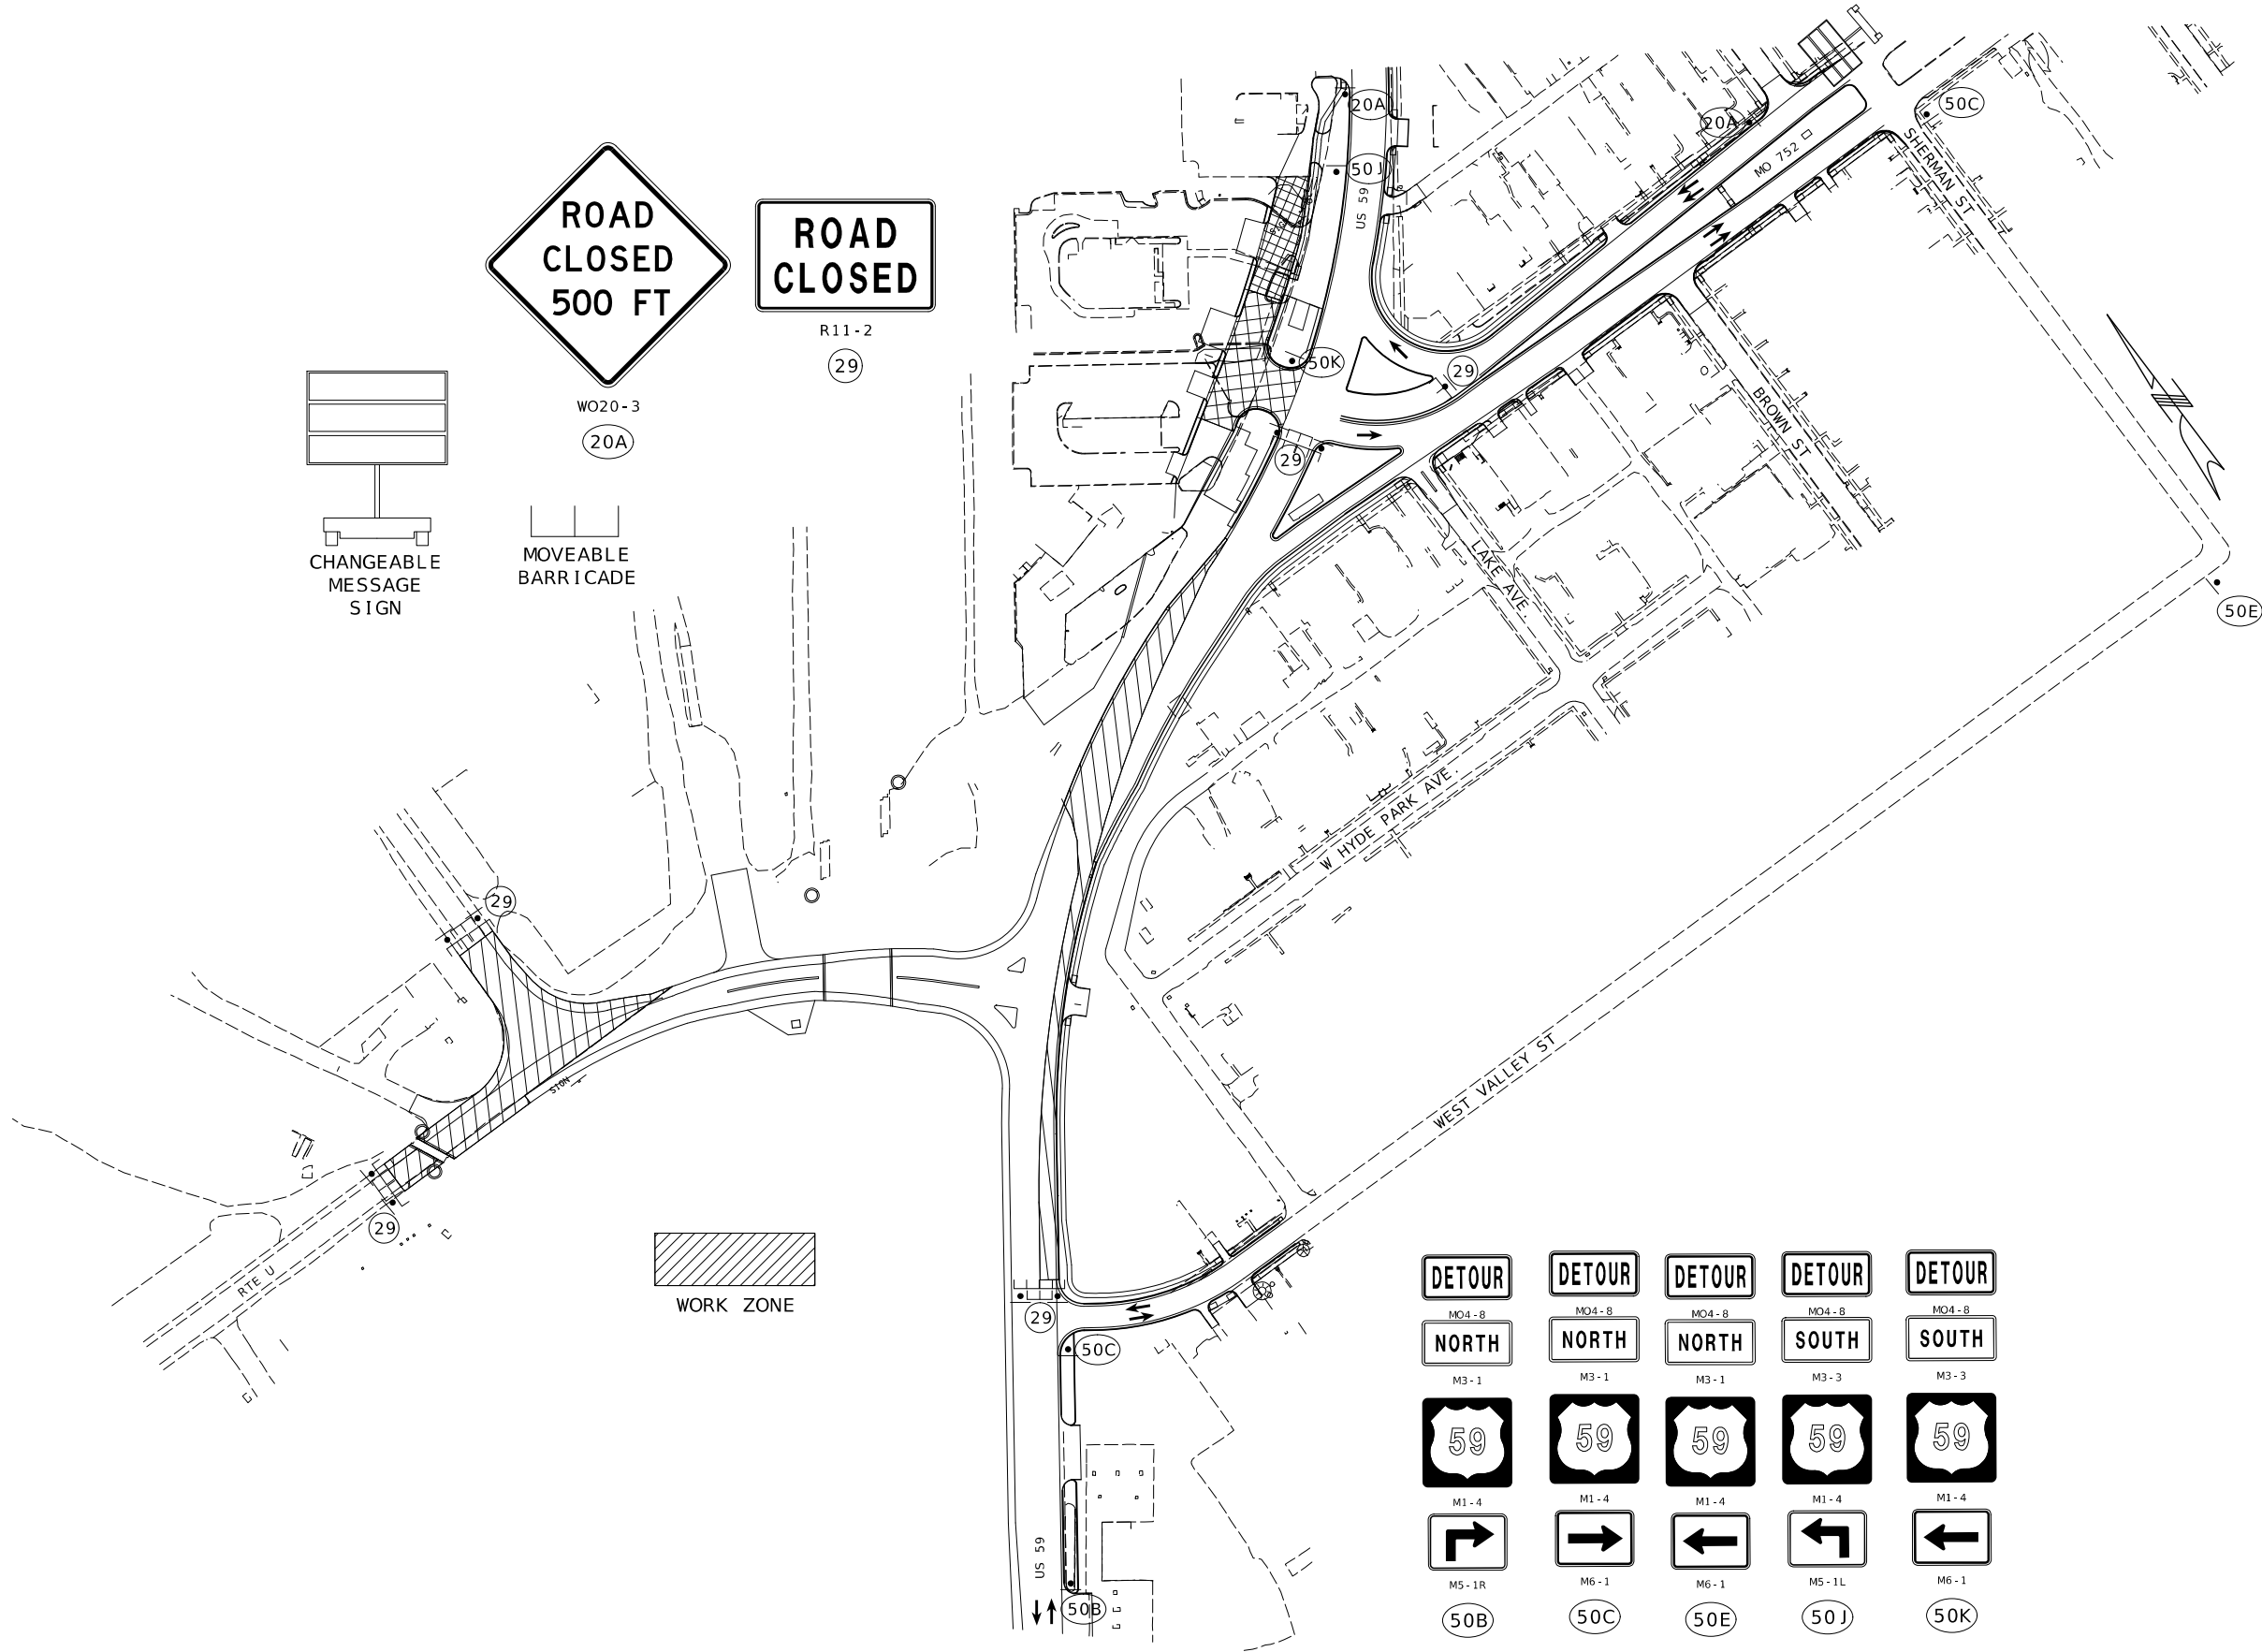 ROAD
CLOSED
500 FT
WO20-3
20A
ROAD
CLOSED
R11-2
29
CHANGEABLE
MESSAGE
SIGN
MOVEABLE
BARRICADE
20A
50J
US 59
50K
29
29
20A
MO 752
50C
SHERMAN ST
BROWN ST
LAKE AVE.
50E
W HYDE PARK AVE.
WEST VALLEY ST
29
SIGN
29
RTE U
WORK ZONE
29
50C
US 59
50B
DETOUR
MO4-8
NORTH
M3-1
59
M1-4
M5-1R
50B
DETOUR
MO4-8
NORTH
M3-1
59
M1-4
M6-1
50C
DETOUR
MO4-8
NORTH
M3-1
59
M1-4
M6-1
50E
DETOUR
MO4-8
SOUTH
M3-3
59
M1-4
M5-1L
50J
DETOUR
MO4-8
SOUTH
M3-3
59
M1-4
M6-1
50K